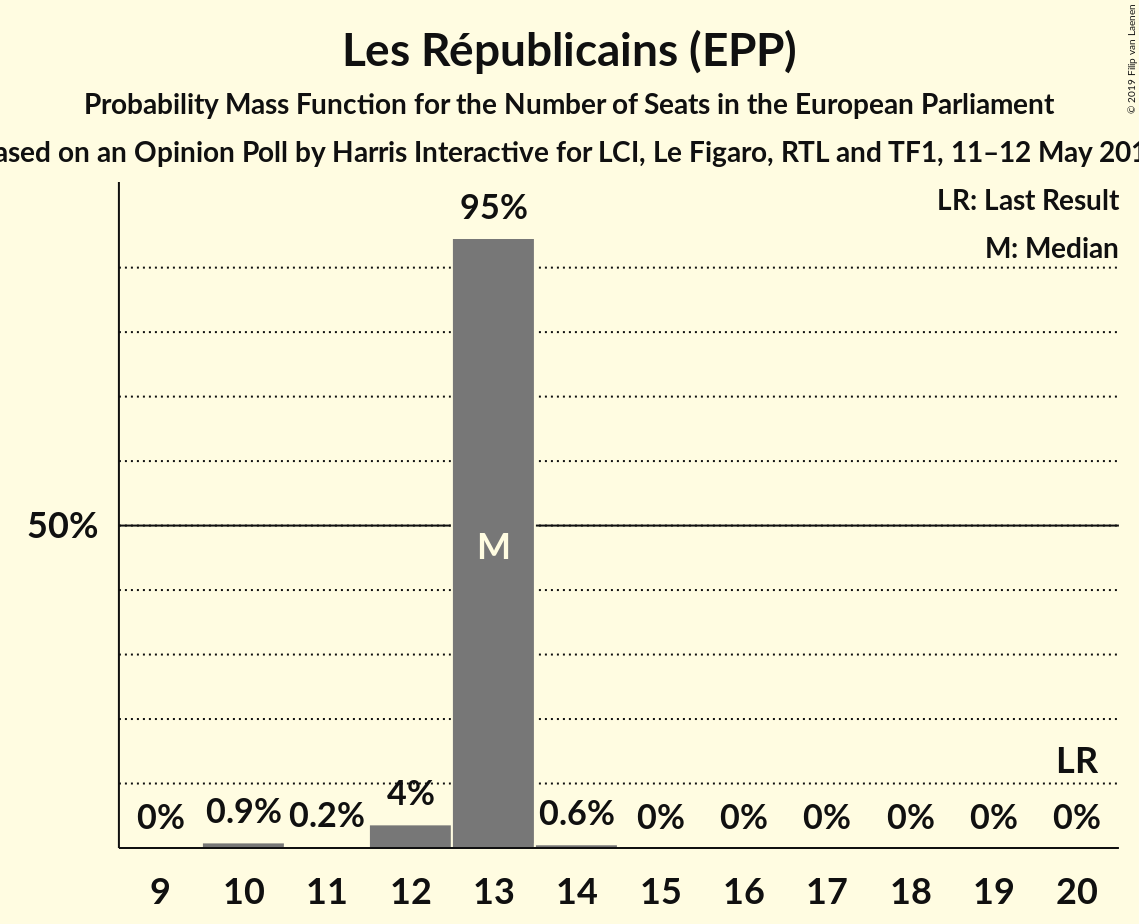 Les Républicains (EPP)
Probability Mass Function for the Number of Seats in the European Parliament
ased on an Opinion Poll by Harris Interactive for LCI, Le Figaro, RTL and TF1, 11–12 May 201
© 2019 Filip van Laenen
LR: Last Result
M: Median
95%
50%
M
LR
0% 0.9% 0.2% 4% 0.6% 0% 0% 0% 0% 0% 0%
9 10 11 12 13 14 15 16 17 18 19 20